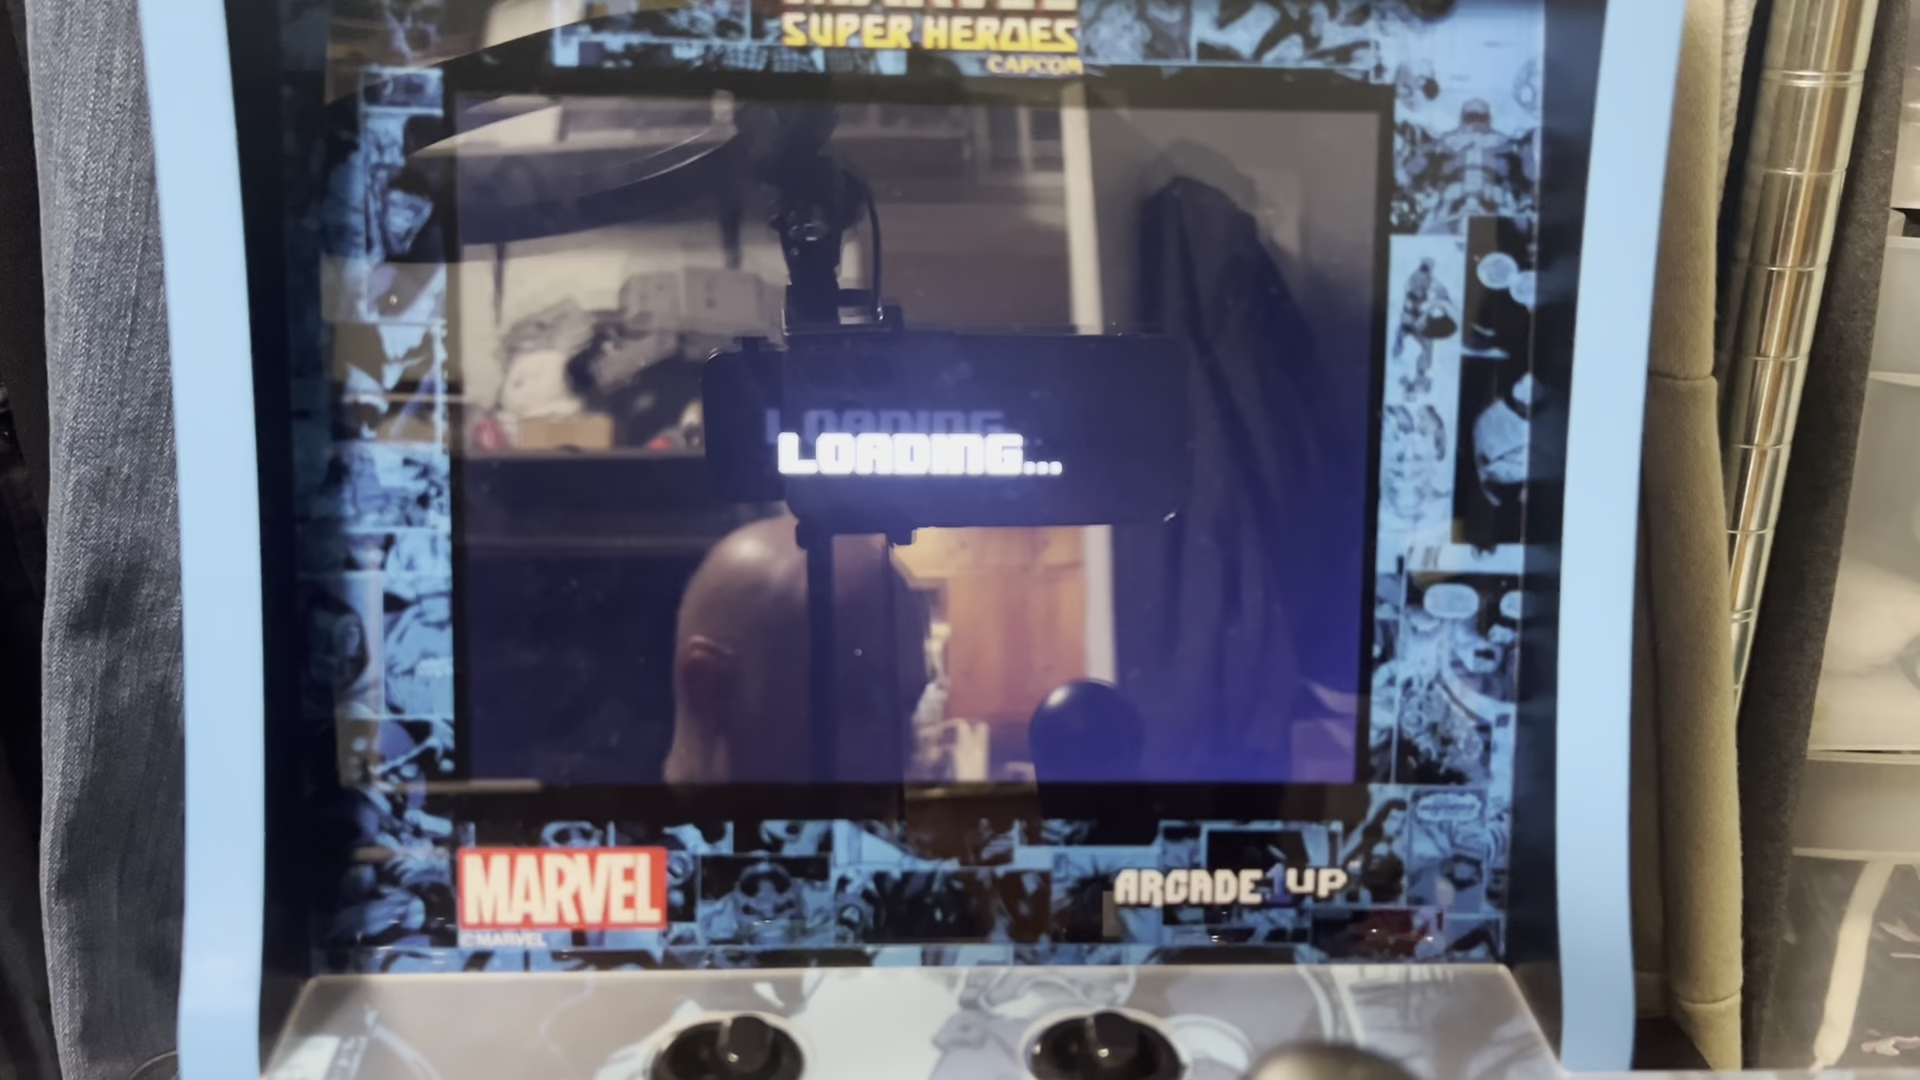 SUPER HEROES
CAPCOM
LOADING...
MARVEL
©MARVEL
ARCADE1UP